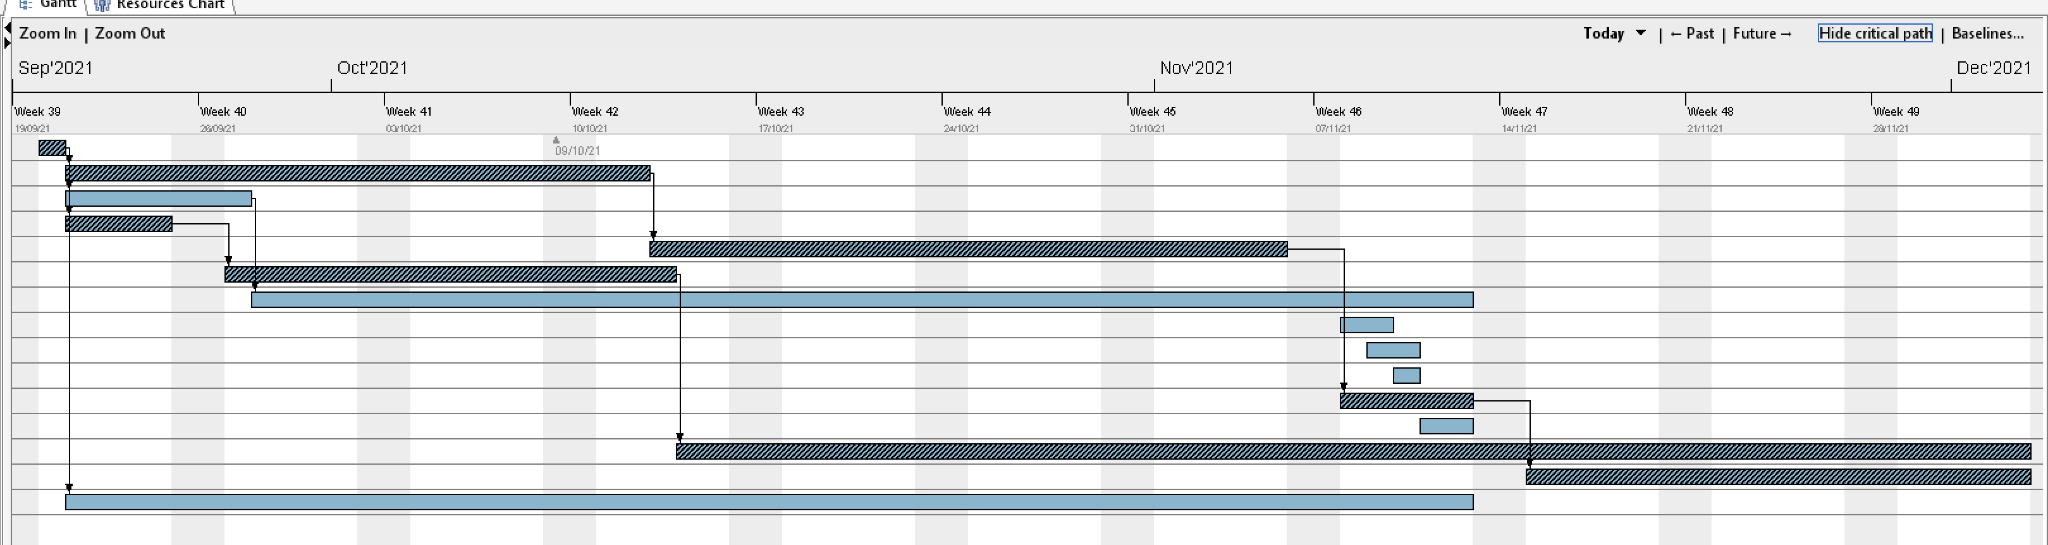 Gantt Resources Chart
Zoom In | Zoom Out Today | ← Past | Future → Hide critical path | Baselines...
Sep'2021 Oct'2021 Nov'2021 Dec'2021
Week 39 Week 40 Week 41 Week 42 Week 43 Week 44 Week 45 Week 46 Week 47 Week 48 Week 49
19/09/21 26/09/21 03/10/21 10/10/21 17/10/21 24/10/21 31/10/21 07/11/21 14/11/21 21/11/21 28/11/21
09/10/21